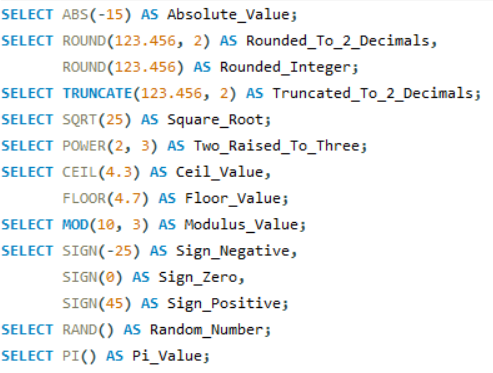 SELECT ABS(-15) AS Absolute_Value;
SELECT ROUND(123.456, 2) AS Rounded_To_2_Decimals,
       ROUND(123.456) AS Rounded_Integer;
SELECT TRUNCATE(123.456, 2) AS Truncated_To_2_Decimals;
SELECT SQRT(25) AS Square_Root;
SELECT POWER(2, 3) AS Two_Raised_To_Three;
SELECT CEIL(4.3) AS Ceil_Value,
       FLOOR(4.7) AS Floor_Value;
SELECT MOD(10, 3) AS Modulus_Value;
SELECT SIGN(-25) AS Sign_Negative,
       SIGN(0) AS Sign_Zero,
       SIGN(45) AS Sign_Positive;
SELECT RAND() AS Random_Number;
SELECT PI() AS Pi_Value;